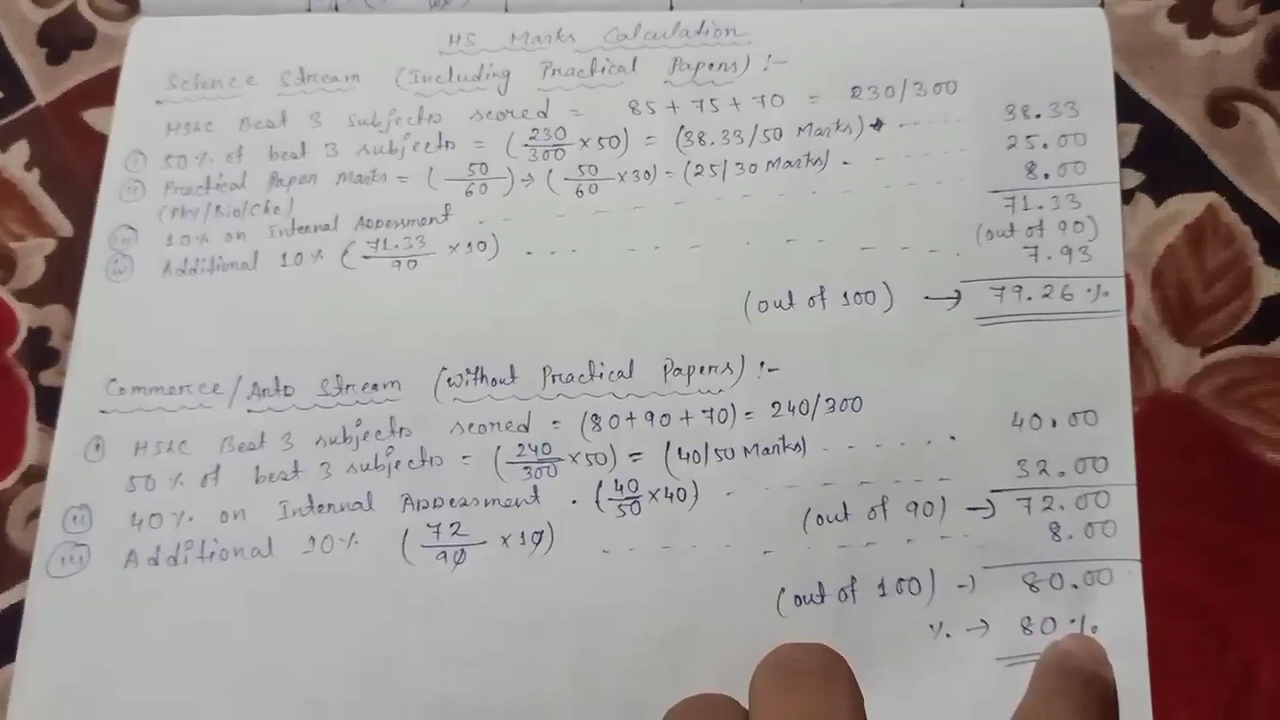 HS Marks Calculation
Science Stream (Including Practical Papers) :-
HSLC Best 3 subjects scored = 85 + 75 + 70 = 230/300
(i) 50% of best 3 subjects = (230/300 × 50) = (38.33/50 Marks) ..... 38.33
(ii) Practical Paper Marks = (50/60) → (50/60 × 30) = (25/30 Marks) - ..... 25.00
(Phy/Bio/Che)
(iii) 10% on Internal Assessment ..... 8.00
71.33
(out of 90)
(iv) Additional 10% (71.33/90 × 10) ..... 7.93
(out of 100) → 79.26 %
Commerce/Arts Stream (Without Practical Papers) :-
(i) HSLC Best 3 subjects scored = (80+90+70) = 240/300
50% of best 3 subjects = (240/300 × 50) = (40/50 Marks) ..... 40.00
(ii) 40% on Internal Assessment . (40/50 × 40) ..... 32.00
(out of 90) → 72.00
(iii) Additional 10% (72/90 × 10) ..... 8.00
(out of 100) → 80.00
% → 80 %